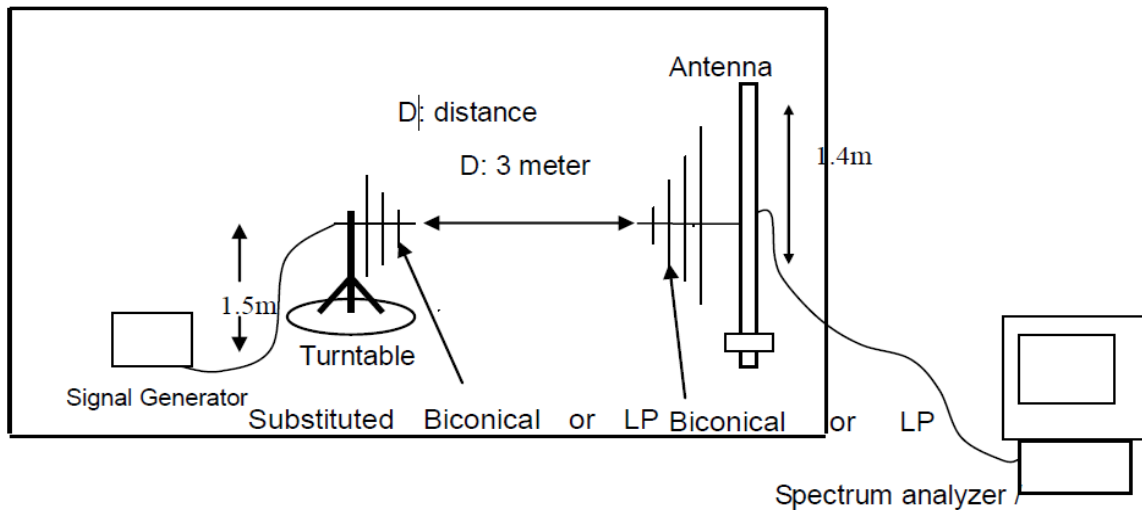 Antenna
D: distance
D: 3 meter
1.4m
1.5m
Turntable
Signal Generator
Substituted Biconical or LP Biconical or LP
Spectrum analyzer /